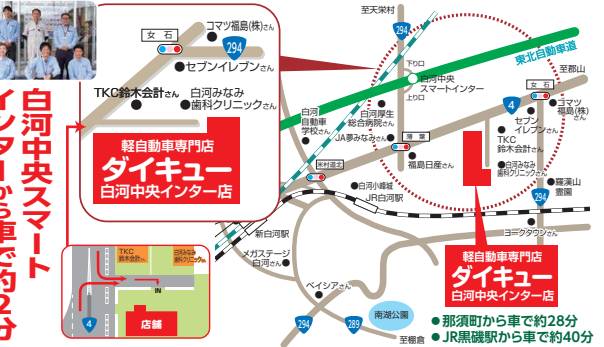 女石
コマツ福島(株)さん
294
セブンイレブンさん
TKC鈴木会計さん
白河みなみ
歯科クリニックさん
軽自動車専門店
ダイキュー
白河中央インター店
白河中央スマート
インターから車で約2分
TKC
鈴木会計さん
白河みなみ
歯科クリニックさん
IN
4
店舗
至天栄村
294
東北自動車道
下り口
白河中央
スマートインター
上り口
至郡山
女石
4
コマツ
福島(株)
さん
白河
自動車
学校さん
白河厚生
総合病院さん
JA夢みなみさん
薄葉
セブン
イレブンさん
TKC
鈴木会計さん
福島日産さん
白河みなみ
歯科クリニックさん
米村道北
白河小峰城
JR白河駅
294
羅漢山
霊園
新白河駅
ヨークタウンさん
メガステージ
白河さん
軽自動車専門店
ダイキュー
白河中央インター店
ベイシアさん
南湖公園
294
289
至棚倉
●那須町から車で約28分
●JR黒磯駅から車で約40分